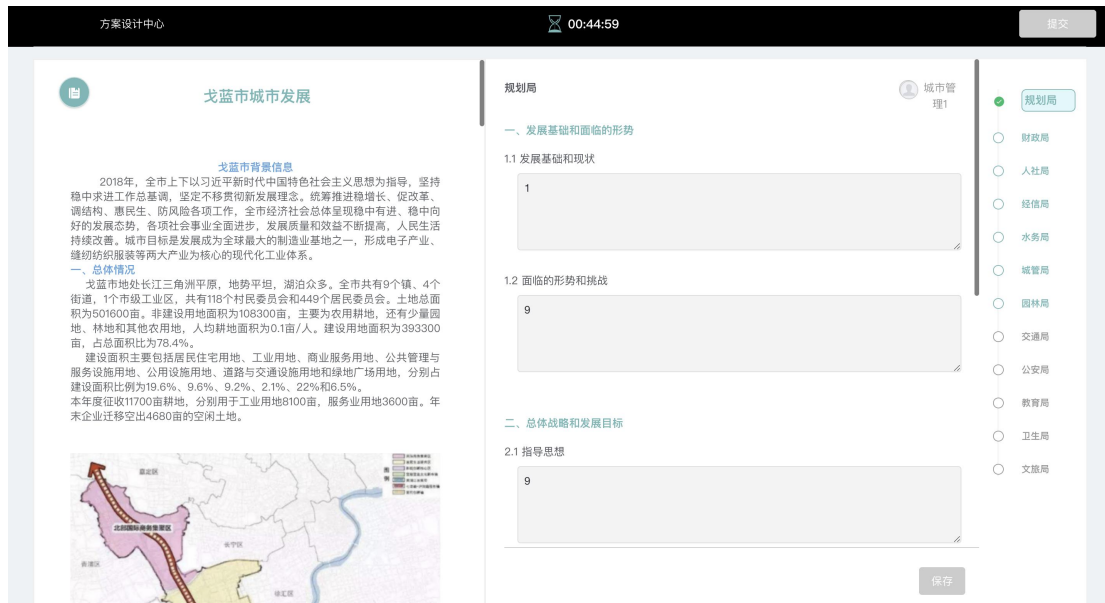 方案设计中心
00:44:59
提交
戈蓝市城市发展
戈蓝市背景信息
2018年，全市上下以习近平新时代中国特色社会主义思想为指导，坚持
稳中求进工作总基调，坚定不移贯彻新发展理念。统筹推进稳增长、促改革、
调结构、惠民生、防风险各项工作，全市经济社会总体呈现稳中有进、稳中向
好的发展态势，各项社会事业全面进步，发展质量和效益不断提高，人民生活
持续改善。城市目标是发展成为全球最大的制造业基地之一，形成电子产业、
缝纫纺织服装等两大产业为核心的现代化工业体系。
一、总体情况
戈蓝市地处长江三角洲平原，地势平坦，湖泊众多。全市共有9个镇、4个
街道，1个市级工业区，共有118个村民委员会和449个居民委员会。土地总面
积为501600亩。非建设用地面积为108300亩，主要为农用耕地，还有少量园
地、林地和其他农用地，人均耕地面积为0.1亩/人。建设用地面积为393300
亩，占总面积比为78.4%。
建设面积主要包括居民住宅用地、工业用地、商业服务用地、公共管理与
服务设施用地、公用设施用地、道路与交通设施用地和绿地广场用地，分别占
建设面积比例为19.6%、9.6%、9.2%、2.1%、22%和6.5%。
本年度征收11700亩耕地，分别用于工业用地8100亩，服务业用地3600亩。年
末企业迁移空出4680亩的空闲土地。
嘉定区
图
例
北部国际商务集聚区
长宁区
青浦区
徐汇区
规划局
城市管
理1
一、发展基础和面临的形势
1.1 发展基础和现状
1
1.2 面临的形势和挑战
9
二、总体战略和发展目标
2.1 指导思想
9
保存
规划局
财政局
人社局
经信局
水务局
城管局
园林局
交通局
公安局
教育局
卫生局
文旅局